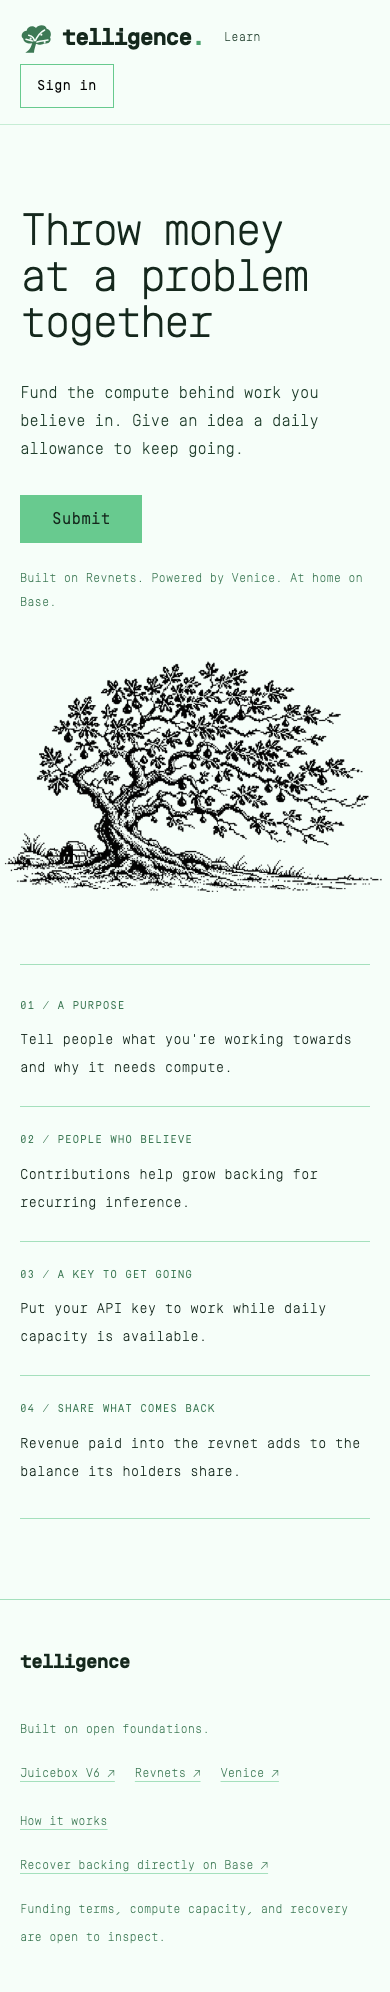 telligence.
Learn
Sign in
Throw money
at a problem
together
Fund the compute behind work you
believe in. Give an idea a daily
allowance to keep going.
Submit
Built on Revnets. Powered by Venice. At home on
Base.
01 / A PURPOSE
Tell people what you're working towards
and why it needs compute.
02 / PEOPLE WHO BELIEVE
Contributions help grow backing for
recurring inference.
03 / A KEY TO GET GOING
Put your API key to work while daily
capacity is available.
04 / SHARE WHAT COMES BACK
Revenue paid into the revnet adds to the
balance its holders share.
telligence
Built on open foundations.
Juicebox V6 ↗ Revnets ↗ Venice ↗
How it works
Recover backing directly on Base ↗
Funding terms, compute capacity, and recovery
are open to inspect.